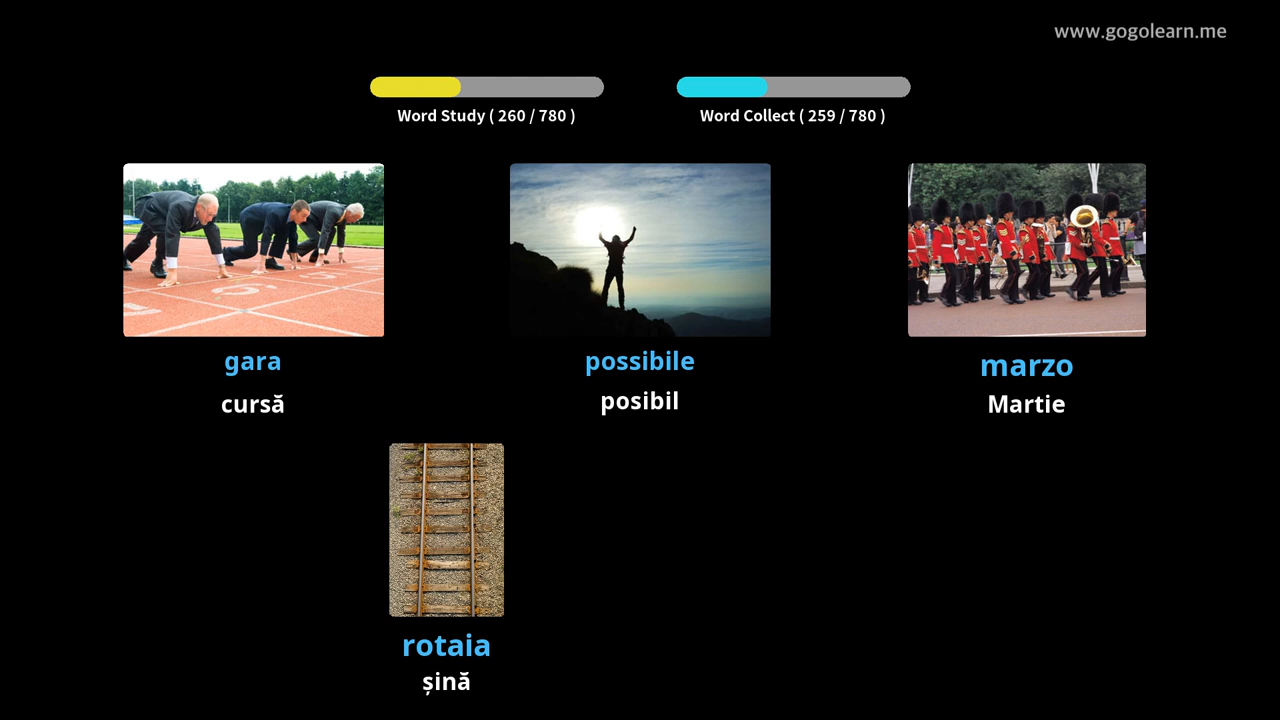 www.gogolearn.me
Word Study ( 260 / 780 )
Word Collect ( 259 / 780 )
gara
cursă
possibile
posibil
marzo
Martie
rotaia
șină